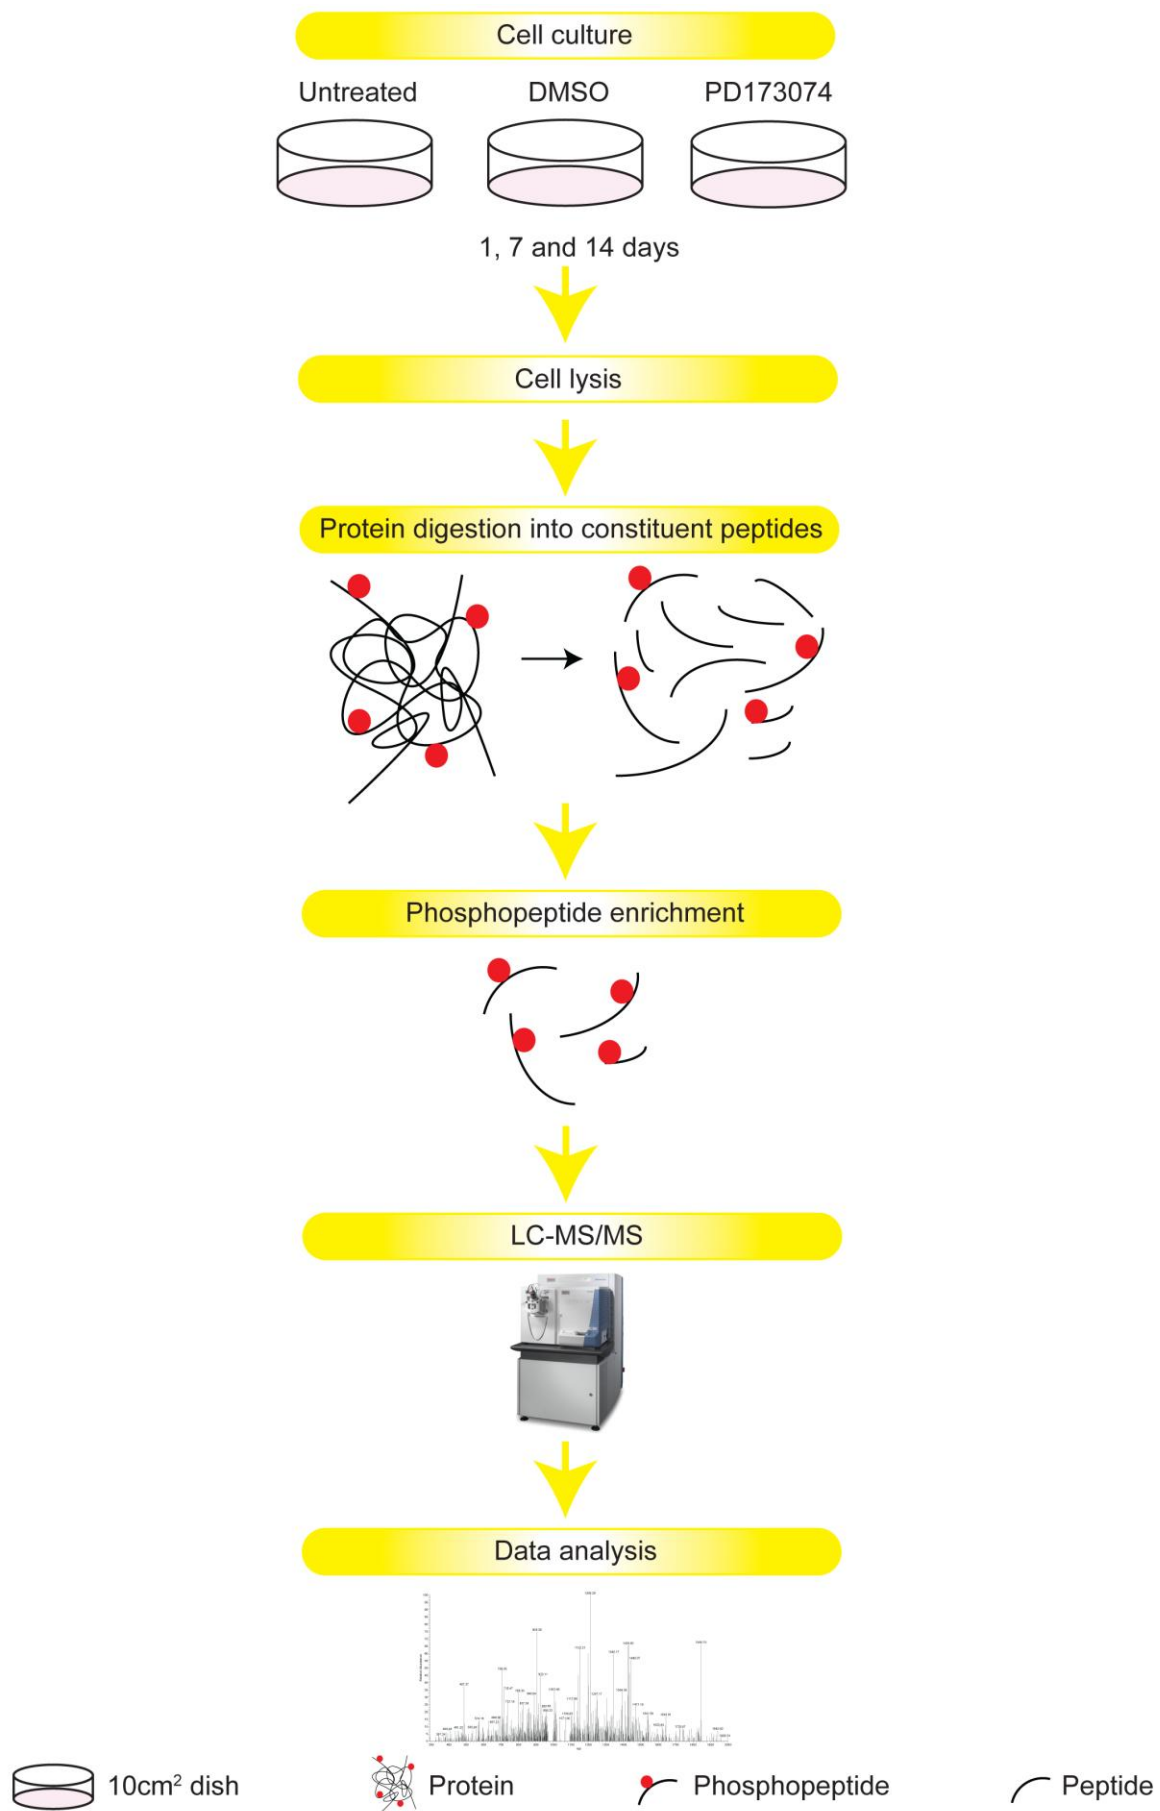 Cell culture
Untreated DMSO PD173074
1, 7 and 14 days
Cell lysis
Protein digestion into constituent peptides
Phosphopeptide enrichment
LC-MS/MS
Data analysis
10cm² dish Protein Phosphopeptide Peptide